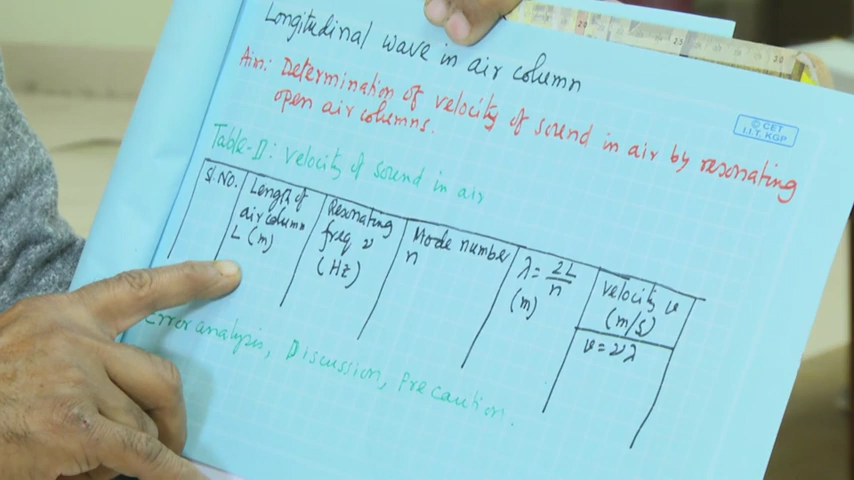 Longitudinal wave in air column
Aim: Determination of velocity of sound in air by resonating
open air columns.
© CET
I.I.T. KGP
Table-II: Velocity of sound in air
Sl. No.
Length of
air column
L (m)
Resonating
freq ν
(Hz)
Mode number
n
λ = 2L/n
(m)
Velocity v
(m/s)
v = νλ
Error analysis, Discussion, Precaution.